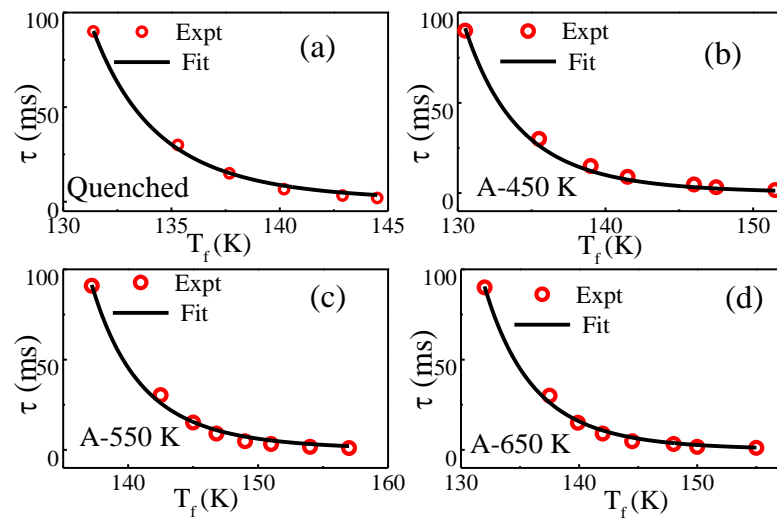 100
50
0
τ (ms)
Expt
Fit
(a)
Quenched
130
135
140
145
T_f (K)
100
50
0
τ (ms)
Expt
Fit
(b)
A-450 K
130
140
150
T_f (K)
100
50
0
τ (ms)
Expt
Fit
(c)
A-550 K
140
150
160
T_f (K)
100
50
0
τ (ms)
Expt
Fit
(d)
A-650 K
130
140
150
T_f (K)